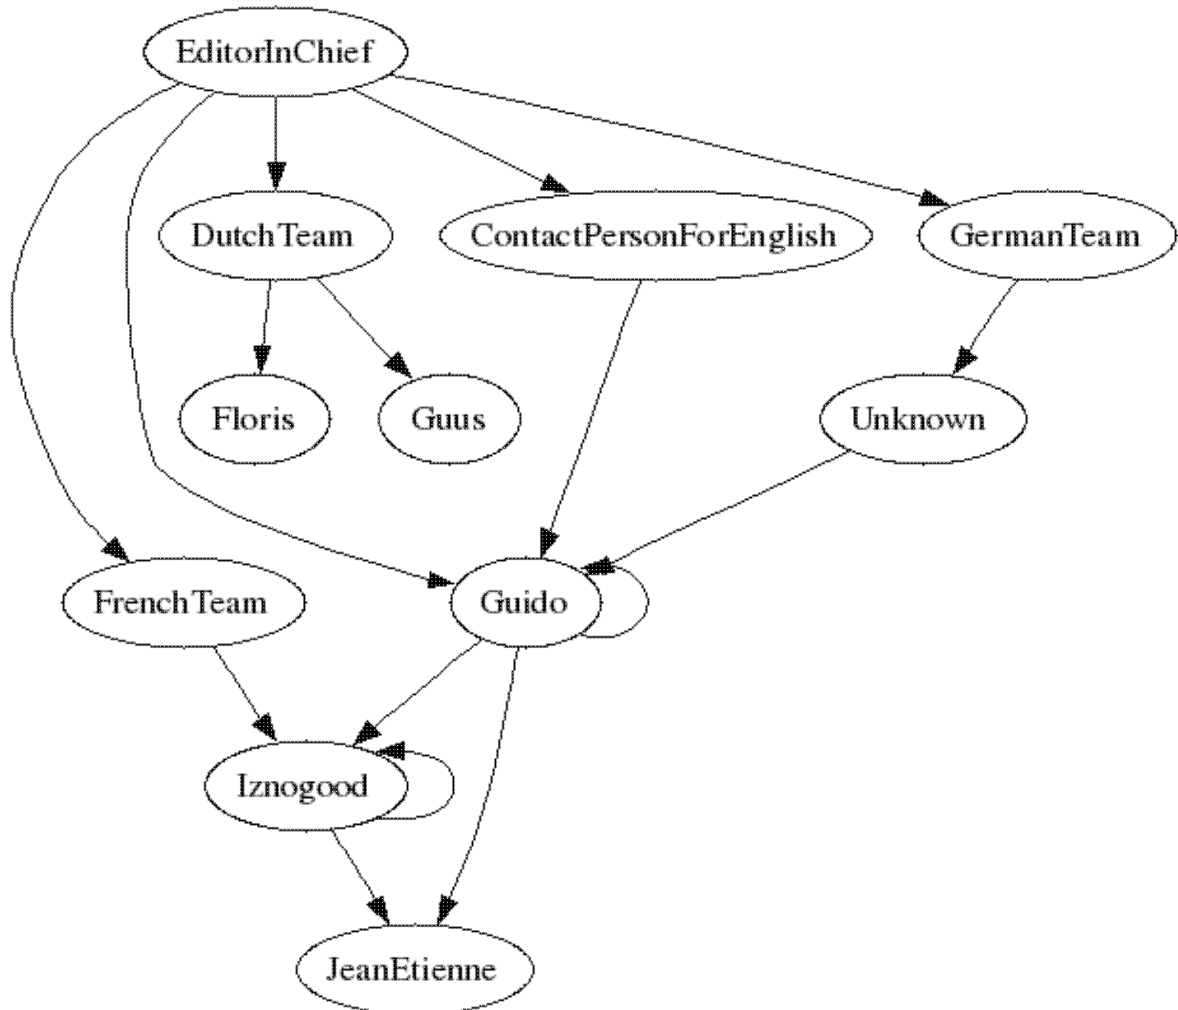 EditorInChief
DutchTeam
ContactPersonForEnglish
GermanTeam
Floris
Guus
Unknown
FrenchTeam
Guido
Iznogood
JeanEtienne